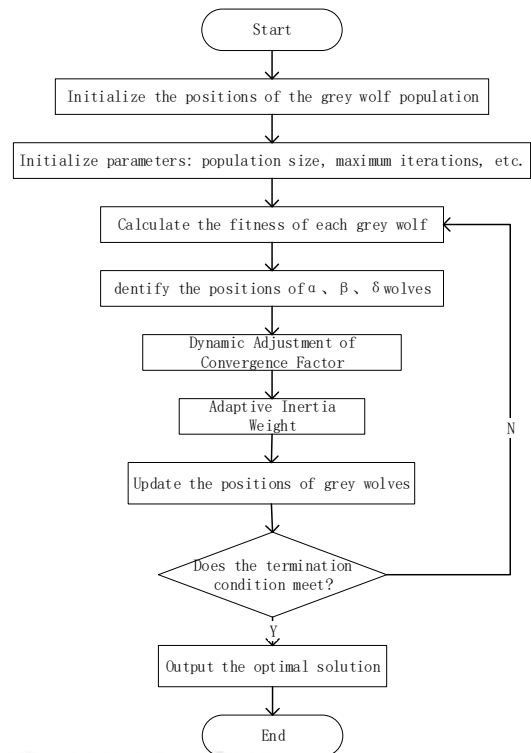 Start
Initialize the positions of the grey wolf population
Initialize parameters: population size, maximum iterations, etc.
Calculate the fitness of each grey wolf
dentify the positions of α 、 β 、 δ wolves
Dynamic Adjustment of
Convergence Factor
Adaptive Inertia
Weight
N
Update the positions of grey wolves
Does the termination
condition meet?
Y
Output the optimal solution
End